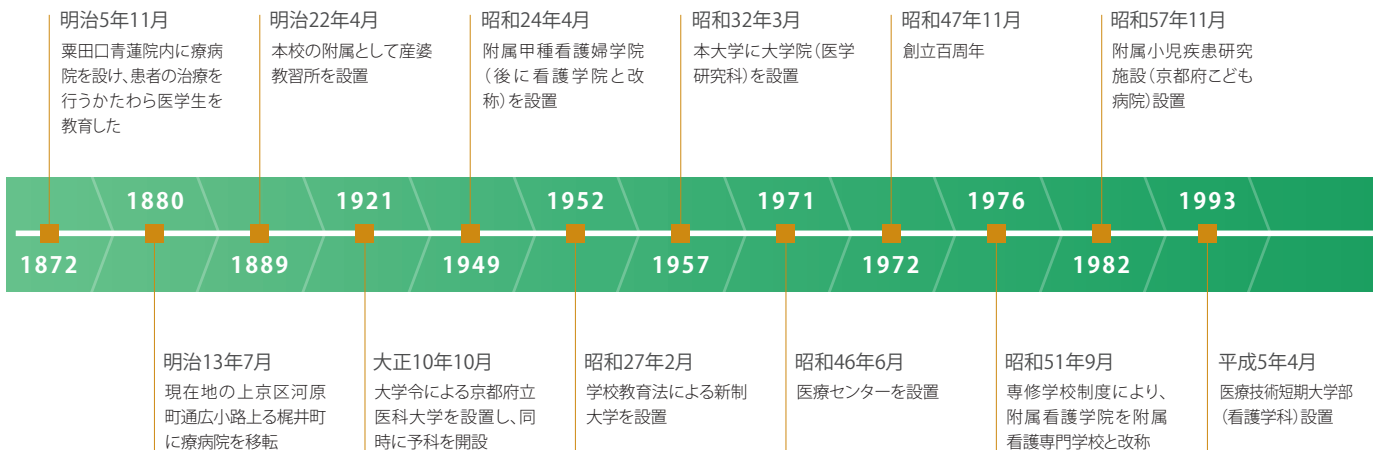 明治5年11月
粟田口青蓮院内に療病
院を設け、患者の治療を
行うかたわら医学生を
教育した
明治22年4月
本校の附属として産婆
教習所を設置
昭和24年4月
附属甲種看護婦学院
（後に看護学院と改
称）を設置
昭和32年3月
本大学に大学院（医学
研究科）を設置
昭和47年11月
創立百周年
昭和57年11月
附属小児疾患研究
施設（京都府こども
病院）設置
1880
1921
1952
1971
1976
1993
1872
1889
1949
1957
1972
1982
明治13年7月
現在地の上京区河原
町通広小路上る梶井町
に療病院を移転
大正10年10月
大学令による京都府立
医科大学を設置し、同
時に予科を開設
昭和27年2月
学校教育法による新制
大学を設置
昭和46年6月
医療センターを設置
昭和51年9月
専修学校制度により、
附属看護学院を附属
看護専門学校と改称
平成5年4月
医療技術短期大学部
（看護学科）設置